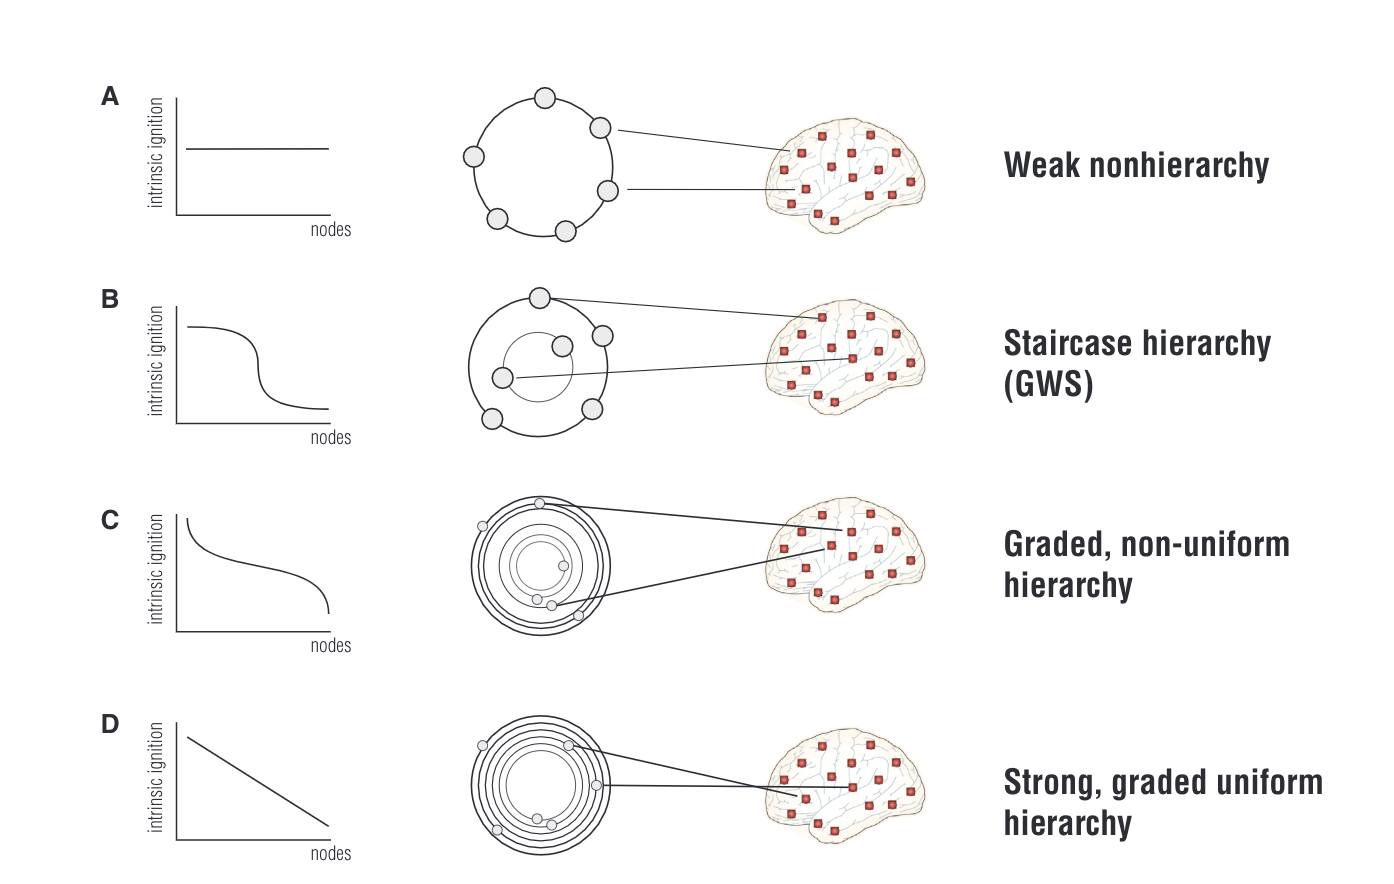 A
intrinsic ignition
nodes
Weak nonhierarchy
B
intrinsic ignition
nodes
Staircase hierarchy
(GWS)
C
intrinsic ignition
nodes
Graded, non-uniform
hierarchy
D
intrinsic ignition
nodes
Strong, graded uniform
hierarchy